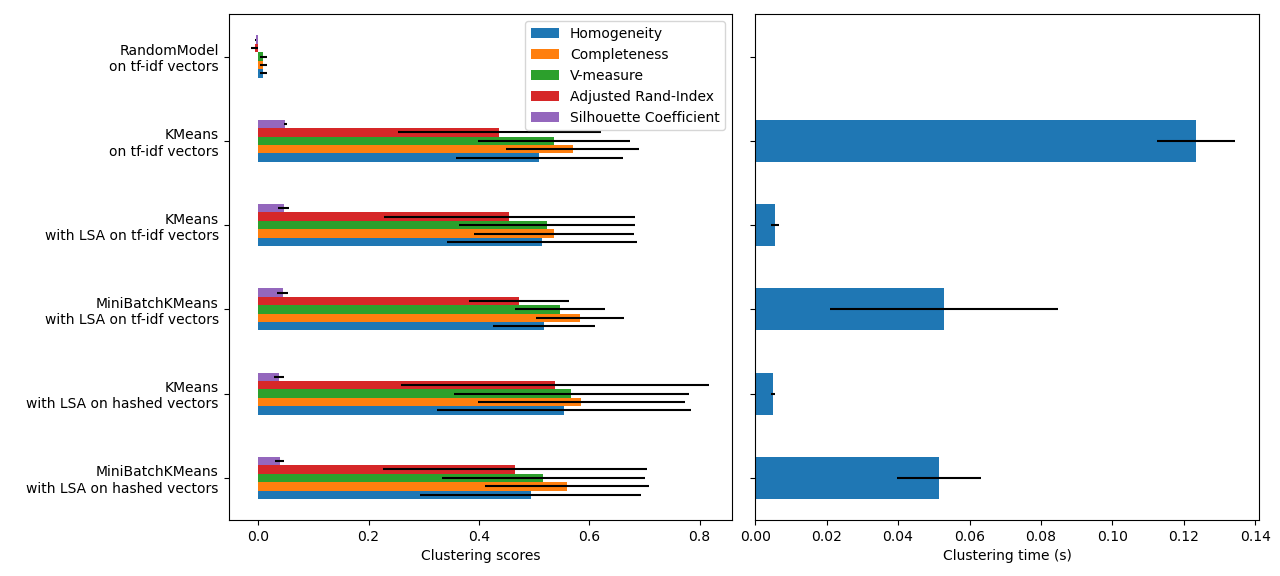 RandomModel
on tf-idf vectors
KMeans
on tf-idf vectors
KMeans
with LSA on tf-idf vectors
MiniBatchKMeans
with LSA on tf-idf vectors
KMeans
with LSA on hashed vectors
MiniBatchKMeans
with LSA on hashed vectors
Homogeneity
Completeness
V-measure
Adjusted Rand-Index
Silhouette Coefficient
0.0 0.2 0.4 0.6 0.8
Clustering scores
0.00 0.02 0.04 0.06 0.08 0.10 0.12 0.14
Clustering time (s)